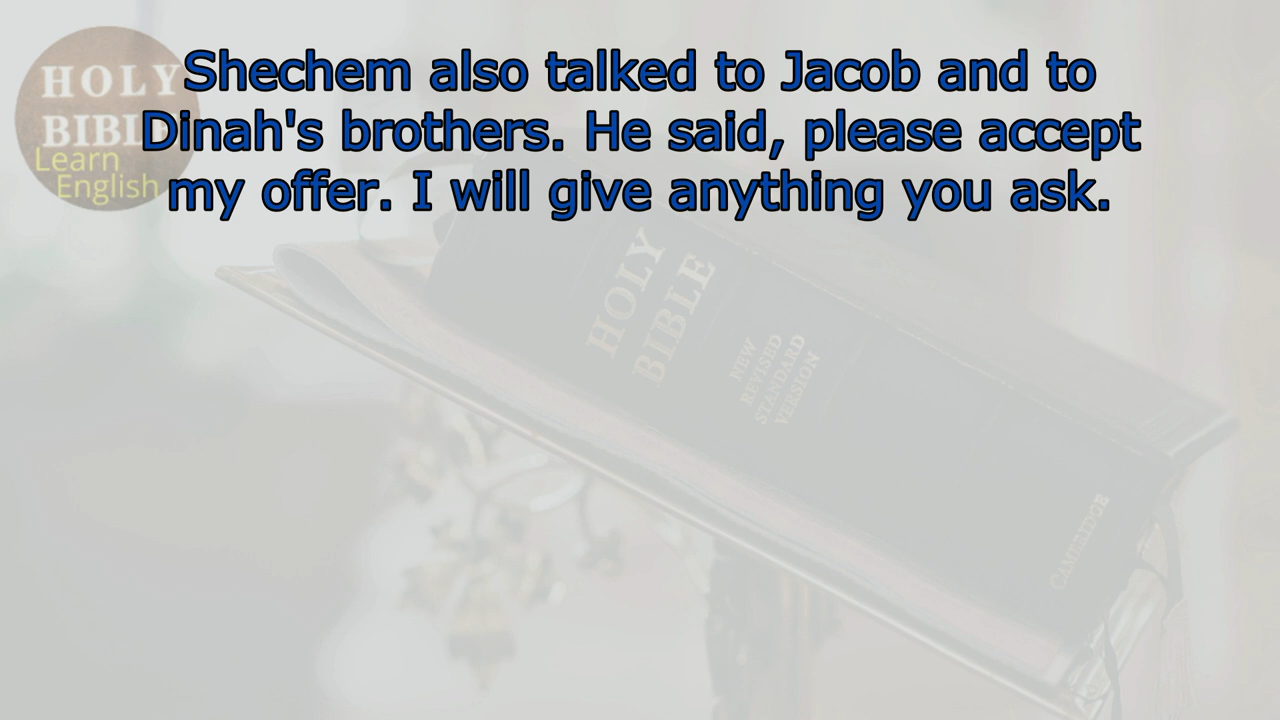 Shechem also talked to Jacob and to
Dinah's brothers. He said, please accept
my offer. I will give anything you ask.
HOLY
BIBLE
Learn
English
HOLY
BIBLE
NEW
REVISED
STANDARD
VERSION
CAMBRIDGE